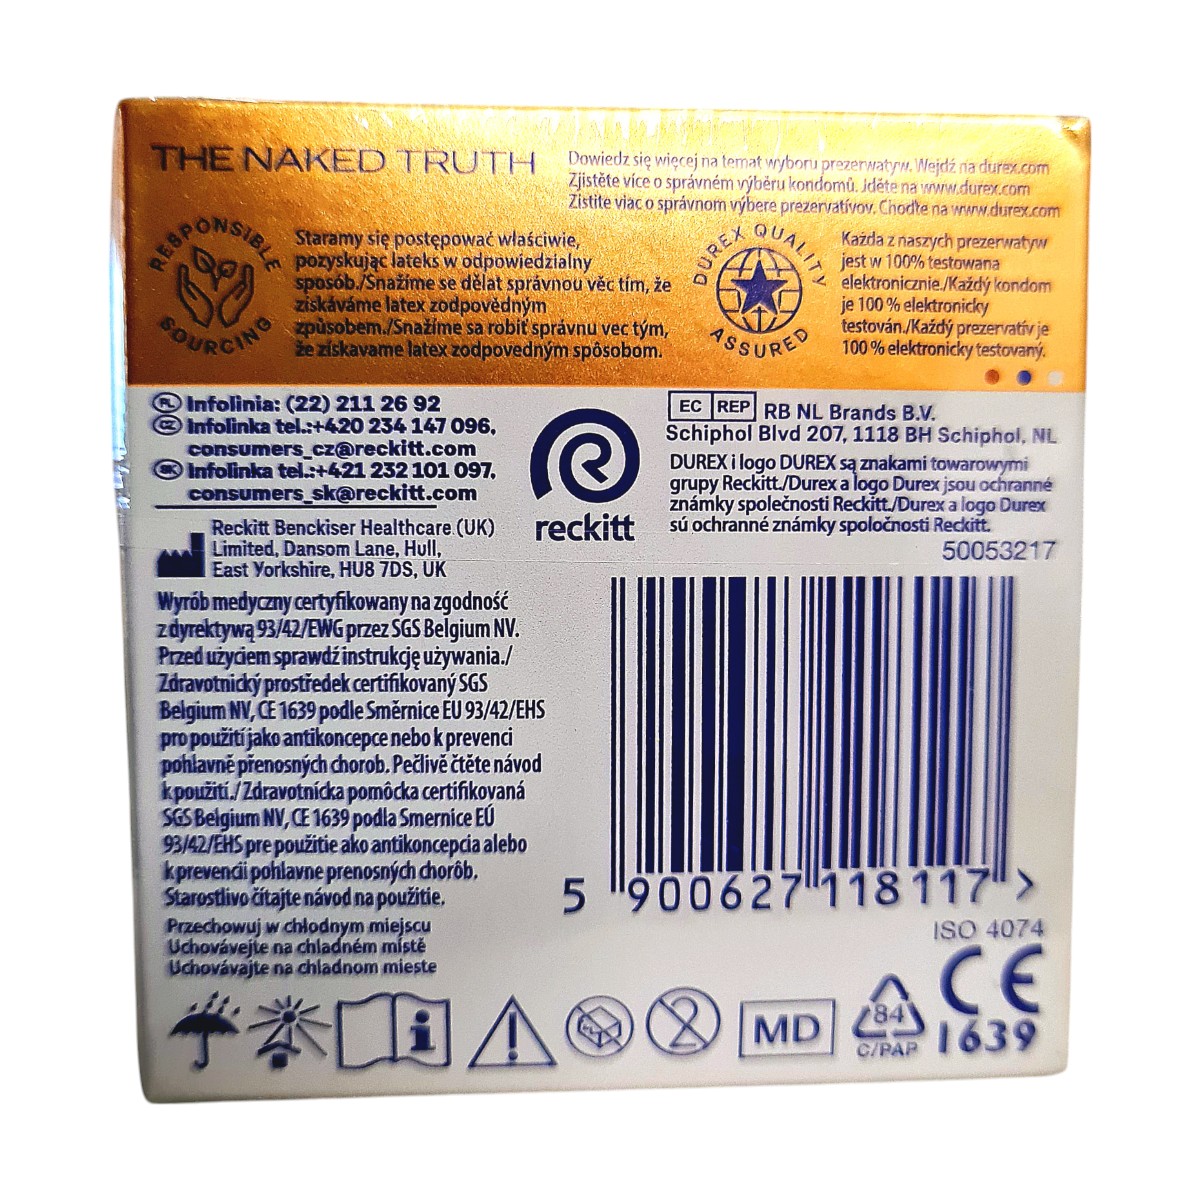 THE NAKED TRUTH
Dowiedz się więcej na temat wyboru prezerwatyw. Wejdź na durex.com
Zjistěte více o správném výběru kondomů. Jděte na www.durex.com
Zistite viac o správnom výbere prezervatívov. Choďte na www.durex.com
RESPONSIBLE
SOURCING
Staramy się postępować właściwie,
pozyskując lateks w odpowiedzialny
sposób./Snažíme se dělat správnou věc tím, že
získáváme latex zodpovědným
způsobem./Snažíme sa robiť správnu vec tým,
že získavame latex zodpovedným spôsobom.
DUREX QUALITY
ASSURED
Każda z naszych prezerwatyw
jest w 100% testowana
elektronicznie./Každý kondom
je 100 % elektronicky
testován./Každý prezervatív je
100 % elektronicky testovaný.
PL Infolinia: (22) 211 26 92
CZ Infolinka tel.:+420 234 147 096,
consumers_cz@reckitt.com
SK Infolinka tel.:+421 232 101 097,
consumers_sk@reckitt.com
Reckitt Benckiser Healthcare (UK)
Limited, Dansom Lane, Hull,
East Yorkshire, HU8 7DS, UK
reckitt
EC REP RB NL Brands B.V.
Schiphol Blvd 207, 1118 BH Schiphol, NL
DUREX i logo DUREX są znakami towarowymi
grupy Reckitt./Durex a logo Durex jsou ochranné
známky společnosti Reckitt./Durex a logo Durex
sú ochranné známky spoločnosti Reckitt.
50053217
Wyrób medyczny certyfikowany na zgodność
z dyrektywą 93/42/EWG przez SGS Belgium NV.
Przed użyciem sprawdź instrukcję używania./
Zdravotnický prostředek certifikovaný SGS
Belgium NV, CE 1639 podle Směrnice EU 93/42/EHS
pro použití jako antikoncepce nebo k prevenci
pohlavně přenosných chorob. Pečlivě čtěte návod
k použití./ Zdravotnícka pomôcka certifikovaná
SGS Belgium NV, CE 1639 podla Smernice EÚ
93/42/EHS pre použitie ako antikoncepcia alebo
k prevencii pohlavne prenosných chorôb.
Starostlivo čítajte návod na použitie.
Przechowuj w chłodnym miejscu
Uchovávejte na chladném místě
Uchovávajte na chladnom mieste
5 900627 118117 >
ISO 4074
CE
1639
2
MD
84
C/PAP